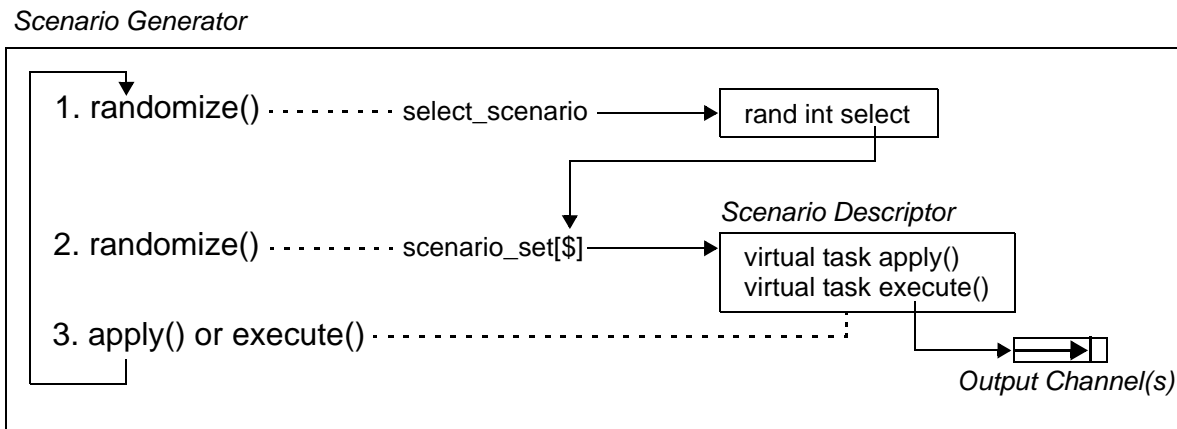 Scenario Generator
1. randomize() select_scenario rand int select
Scenario Descriptor
2. randomize() scenario_set[$] virtual task apply()
virtual task execute()
3. apply() or execute()
Output Channel(s)